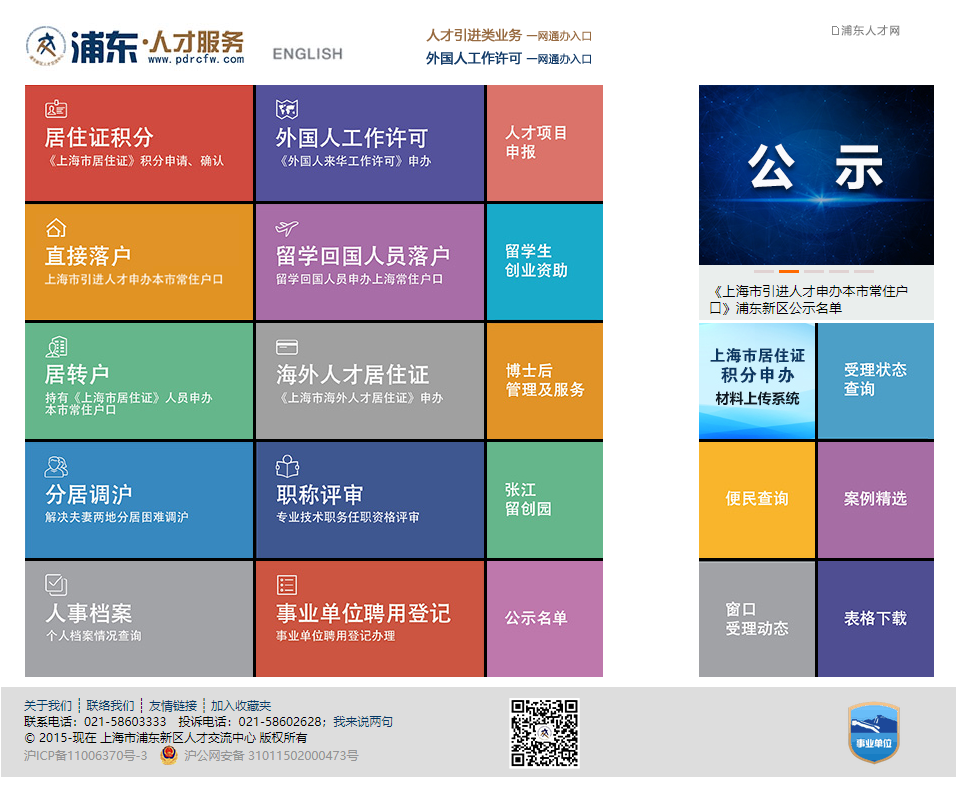 浦东·人才服务
www.pdrcfw.com
ENGLISH
人才引进类业务 一网通办入口
外国人工作许可 一网通办入口
浦东人才网
居住证积分
《上海市居住证》积分申请、确认
外国人工作许可
《外国人来华工作许可》申办
人才项目
申报
直接落户
上海市引进人才申办本市常住户口
留学回国人员落户
留学回国人员申办上海常住户口
留学生
创业资助
居转户
持有《上海市居住证》人员申办
本市常住户口
海外人才居住证
《上海市海外人才居住证》申办
博士后
管理及服务
分居调沪
解决夫妻两地分居困难调沪
职称评审
专业技术职务任职资格评审
张江
留创园
人事档案
个人档案情况查询
事业单位聘用登记
事业单位聘用登记办理
公示名单
公 示
《上海市引进人才申办本市常住户
口》浦东新区公示名单
上海市居住证
积分申办
材料上传系统
受理状态
查询
便民查询
案例精选
窗口
受理动态
表格下载
关于我们 ┊ 联络我们 ┊ 友情链接 ┊ 加入收藏夹
联系电话：021-58603333 投诉电话：021-58602628；我来说两句
© 2015-现在 上海市浦东新区人才交流中心 版权所有
沪ICP备11006370号-3 沪公网安备 31011502000473号
事业单位